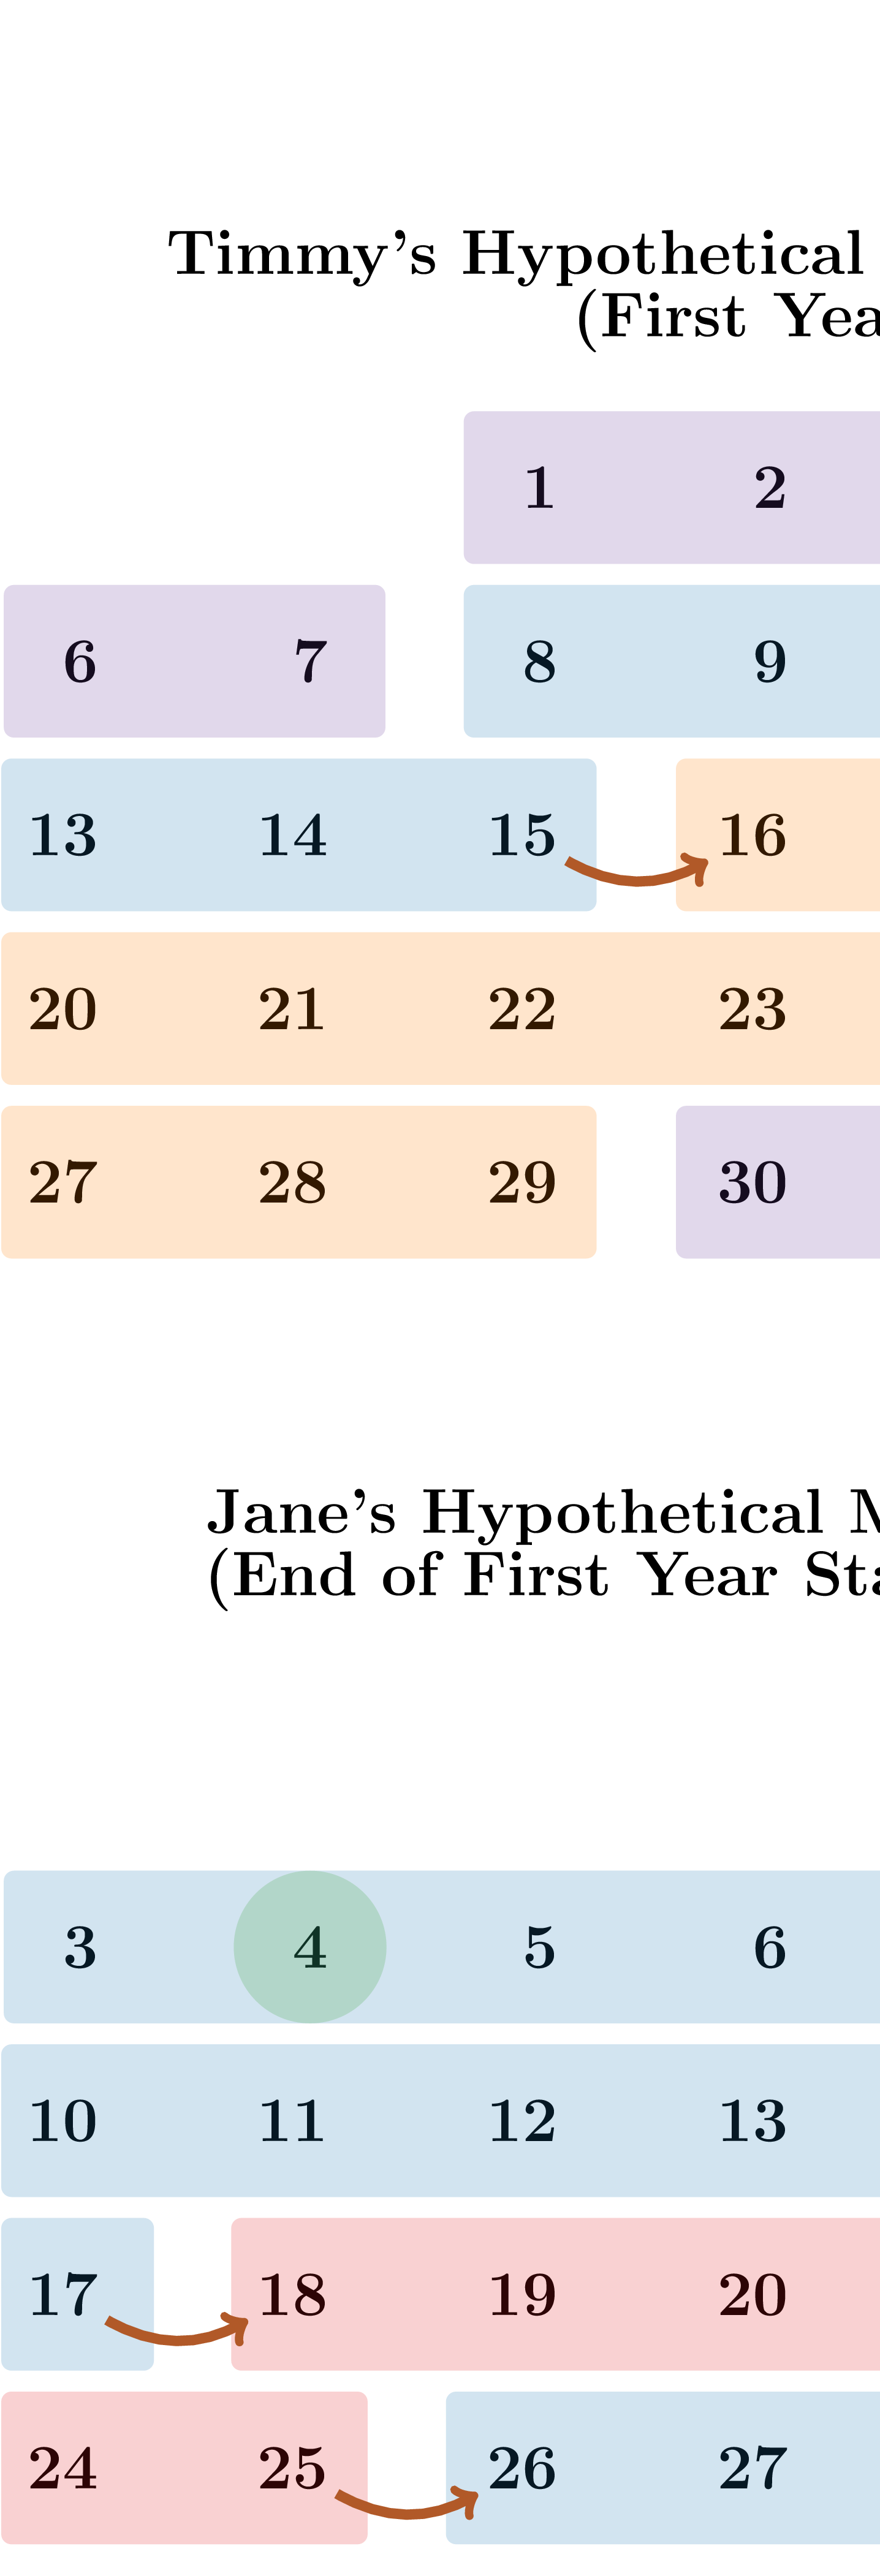 Timmy's Hypothetical
(First Yea
1 2
6 7 8 9
13 14 15 16
20 21 22 23
27 28 29 30
Jane's Hypothetical
(End of First Year Sta
3 4 5 6
10 11 12 13
17 18 19 20
24 25 26 27